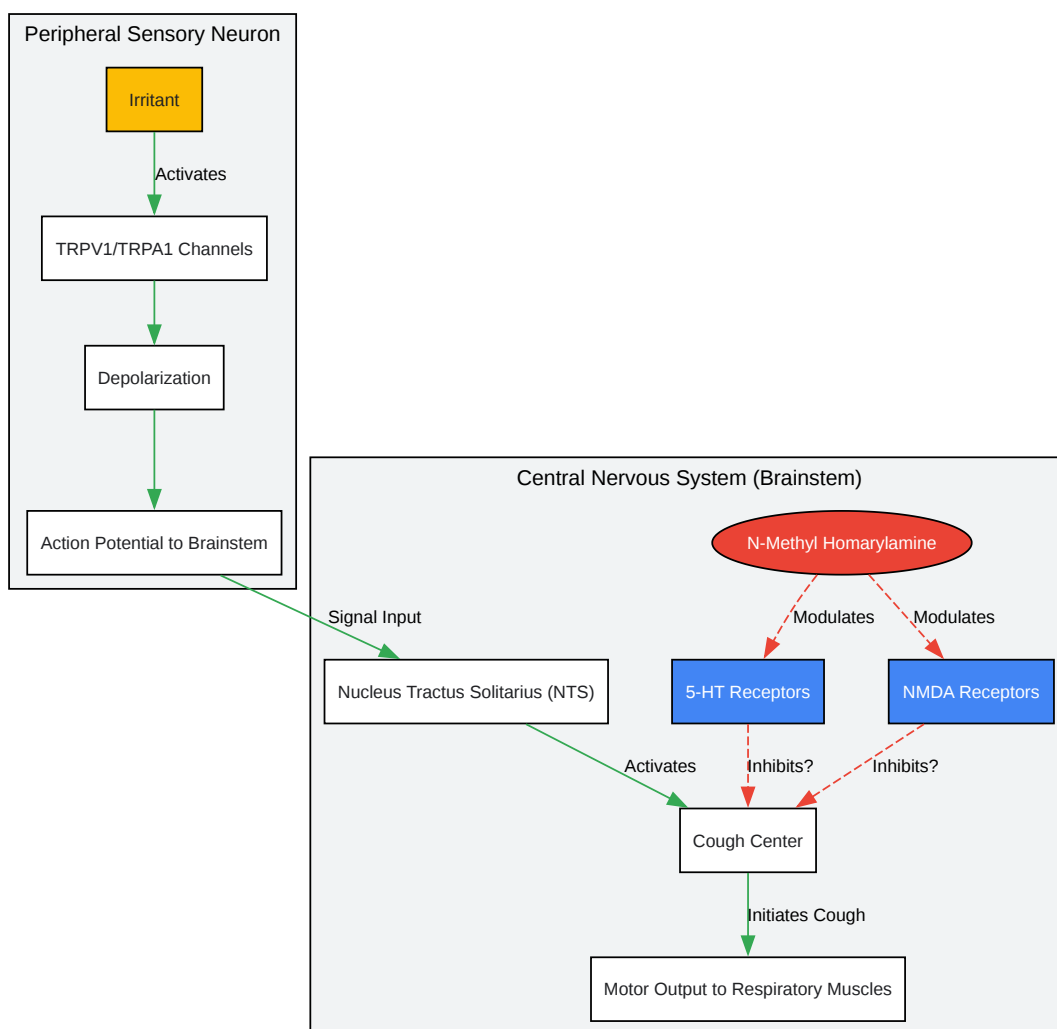 Peripheral Sensory Neuron
Irritant
Activates
TRPV1/TRPA1 Channels
Depolarization
Action Potential to Brainstem
Central Nervous System (Brainstem)
N-Methyl Homarylamine
Signal Input
Modulates
Modulates
Nucleus Tractus Solitarius (NTS)
5-HT Receptors
NMDA Receptors
Activates
Inhibits?
Inhibits?
Cough Center
Initiates Cough
Motor Output to Respiratory Muscles